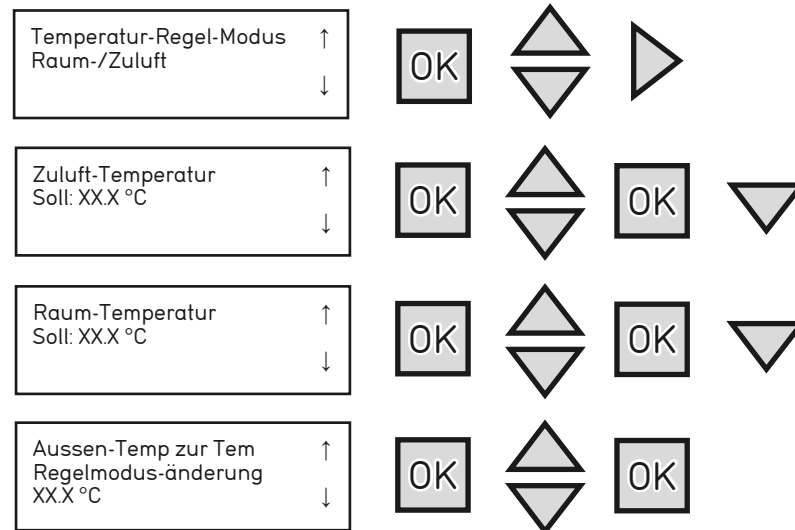 Temperatur-Regel-Modus ↑
Raum-/Zuluft
↓
OK
Zuluft-Temperatur ↑
Soll: XX.X °C
↓
OK
OK
Raum-Temperatur ↑
Soll: XX.X °C
↓
OK
OK
Aussen-Temp zur Tem ↑
Regelmodus-änderung
XX.X °C ↓
OK
OK